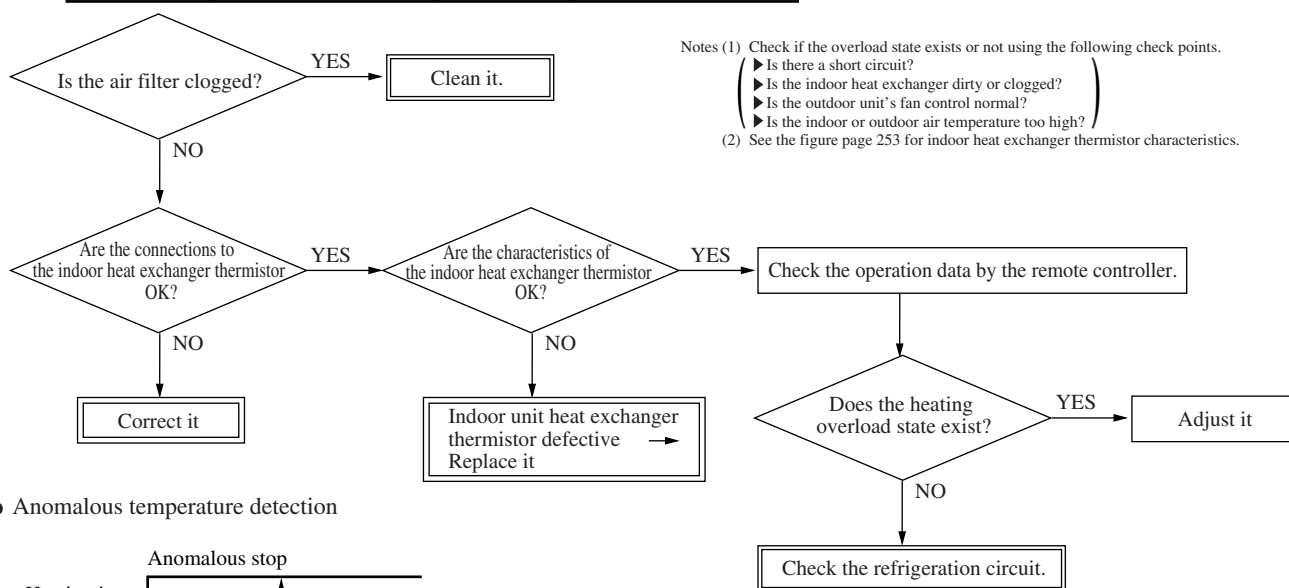 Is the air filter clogged?
YES
Clean it.
NO
Notes (1) Check if the overload state exists or not using the following check points.
▶Is there a short circuit?
▶Is the indoor heat exchanger dirty or clogged?
▶Is the outdoor unit's fan control normal?
▶Is the indoor or outdoor air temperature too high?
(2) See the figure page 253 for indoor heat exchanger thermistor characteristics.
Are the connections to
the indoor heat exchanger thermistor
OK?
YES
NO
Correct it
Are the characteristics of
the indoor heat exchanger thermistor
OK?
YES
NO
Indoor unit heat exchanger
thermistor defective →
Replace it
Check the operation data by the remote controller.
Does the heating
overload state exist?
YES
Adjust it
NO
Check the refrigeration circuit.
Anomalous temperature detection
Anomalous stop